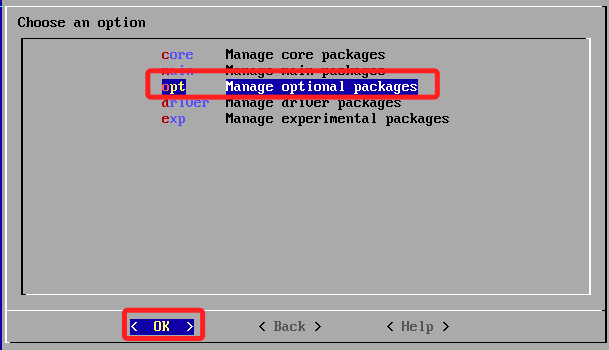 Choose an option
core Manage core packages
main Manage main packages
opt Manage optional packages
driver Manage driver packages
exp Manage experimental packages
< OK > < Back > < Help >